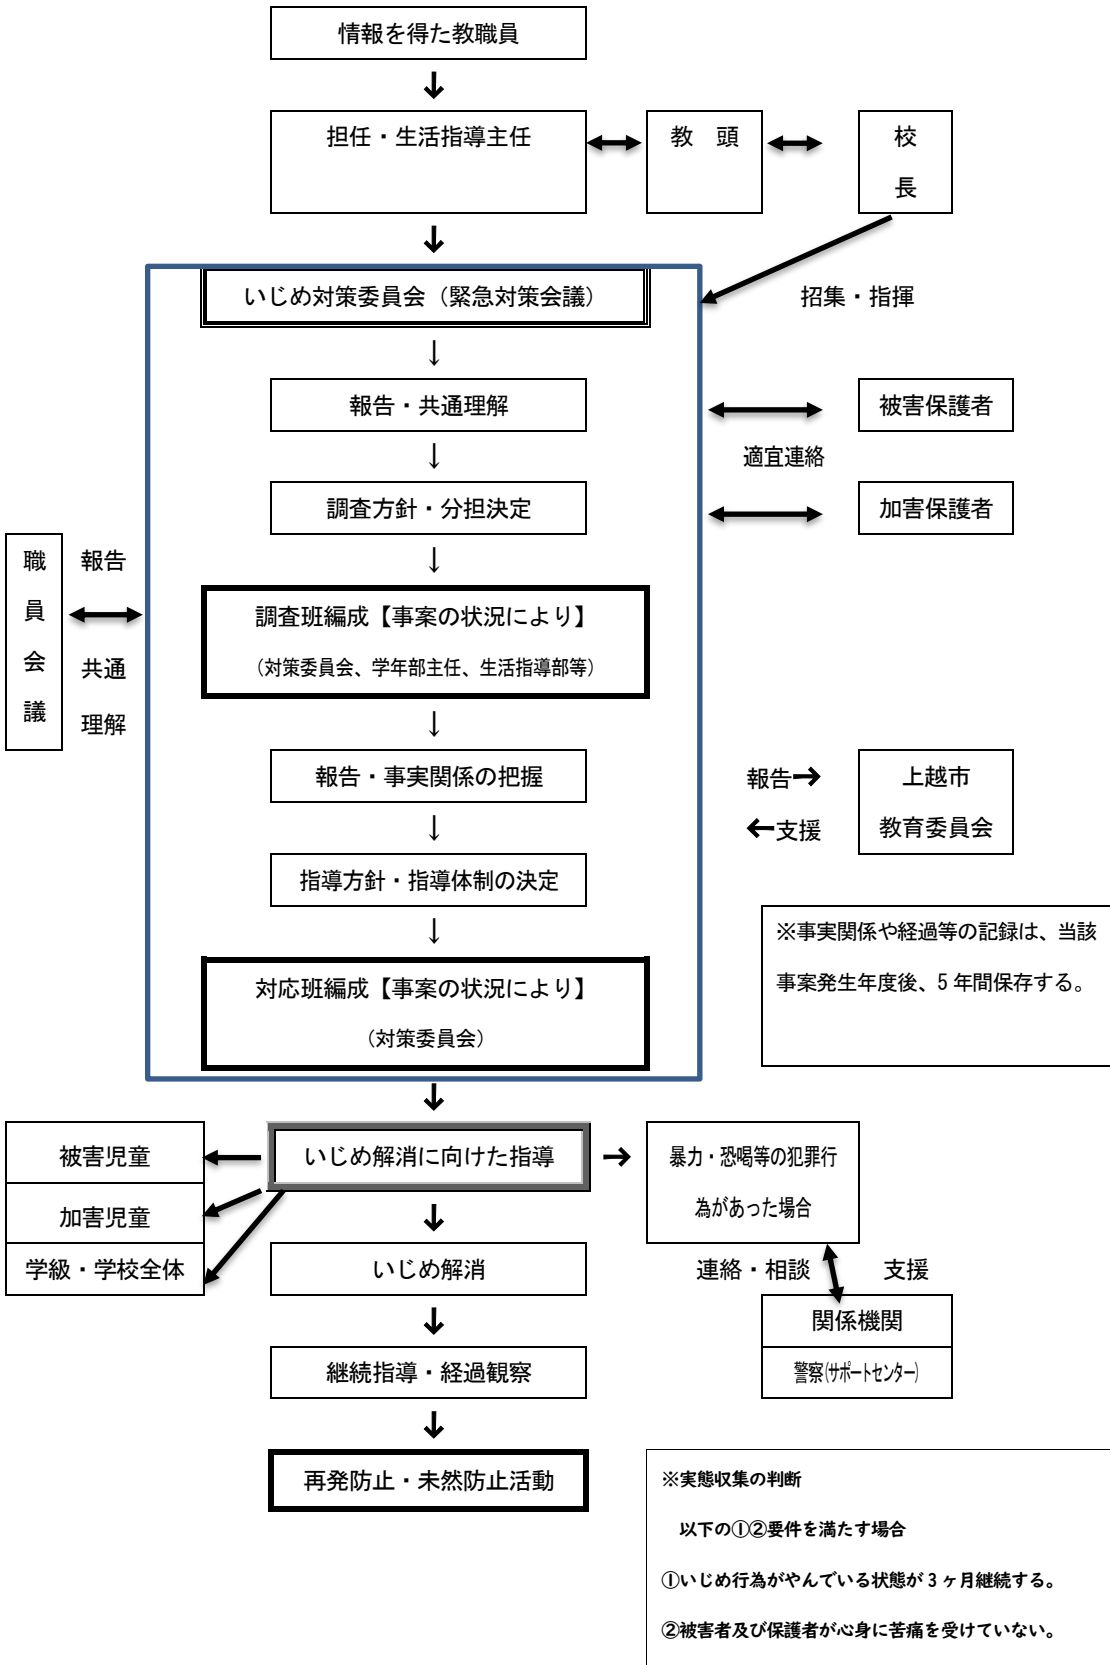 情報を得た教職員
担任・生活指導主任
教　頭
校
長
いじめ対策委員会（緊急対策会議）
招集・指揮
↓
報告・共通理解
被害保護者
↓
適宜連絡
調査方針・分担決定
加害保護者
↓
職
員
会
議
報告
共通
理解
調査班編成【事案の状況により】
（対策委員会、学年部主任、生活指導部等）
↓
報告・事実関係の把握
報告→
←支援
上越市
教育委員会
↓
指導方針・指導体制の決定
↓
※事実関係や経過等の記録は、当該
事案発生年度後、5 年間保存する。
対応班編成【事案の状況により】
（対策委員会）
被害児童
加害児童
学級・学校全体
いじめ解消に向けた指導
暴力・恐喝等の犯罪行
為があった場合
いじめ解消
連絡・相談
支援
関係機関
警察(サポートセンター)
継続指導・経過観察
再発防止・未然防止活動
※実態収集の判断
以下の①②要件を満たす場合
①いじめ行為がやんでいる状態が 3 ヶ月継続する。
②被害者及び保護者が心身に苦痛を受けていない。